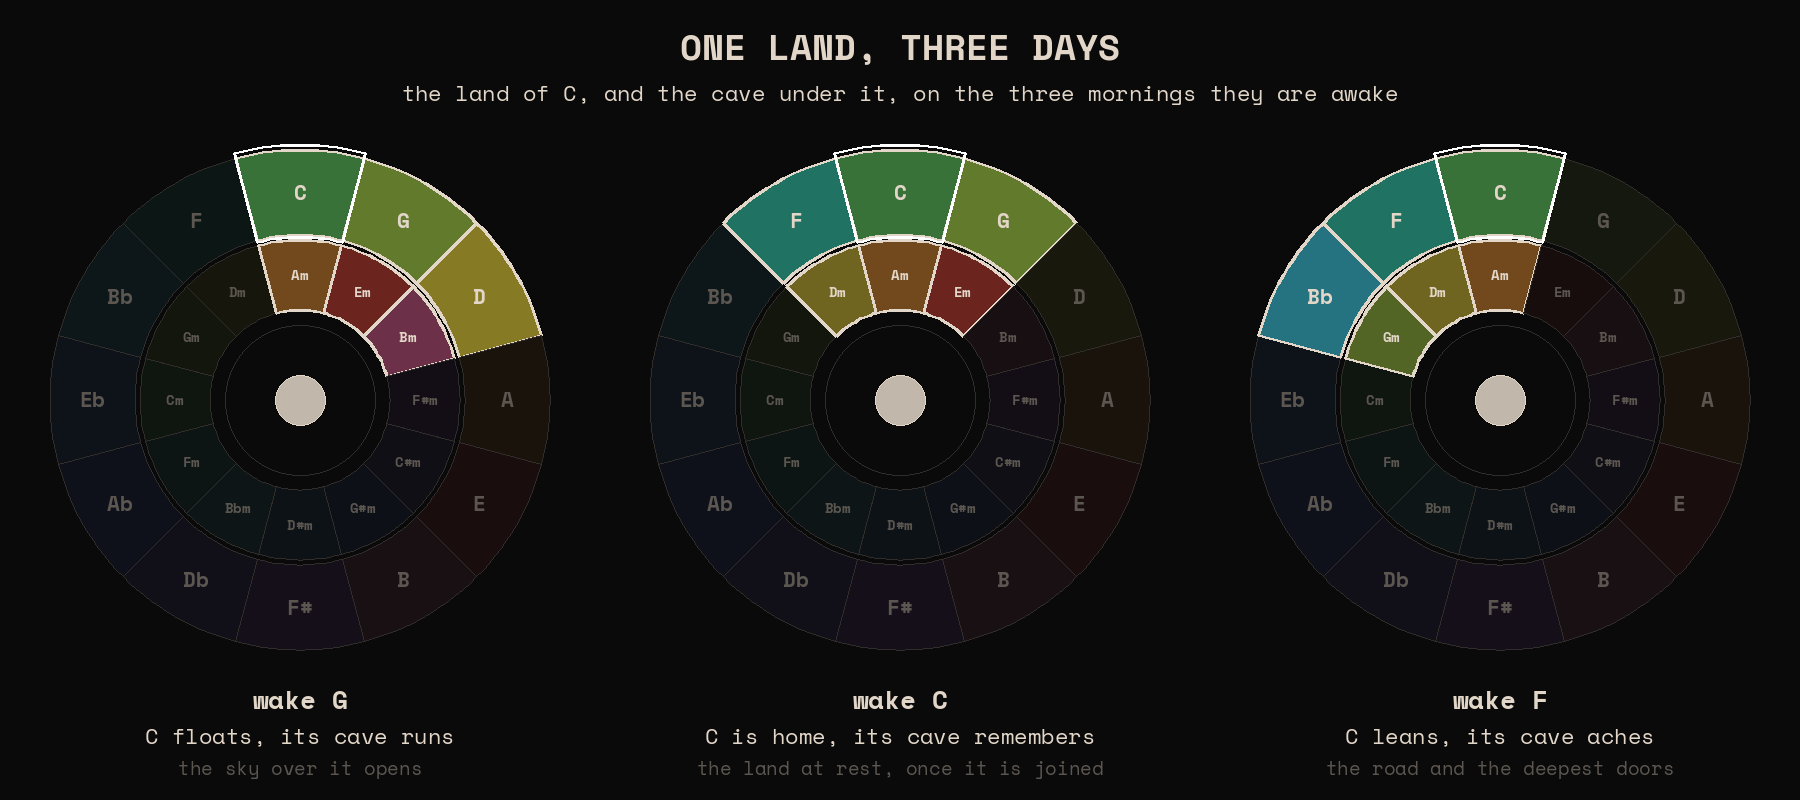 ONE LAND, THREE DAYS
the land of C, and the cave under it, on the three mornings they are awake
C
G
D
A
E
B
F#
Db
Ab
Eb
Bb
F
Am
Em
Bm
F#m
C#m
G#m
D#m
Bbm
Fm
Cm
Gm
Dm
wake G
C floats, its cave runs
the sky over it opens
C
G
D
A
E
B
F#
Db
Ab
Eb
Bb
F
Am
Em
Bm
F#m
C#m
G#m
D#m
Bbm
Fm
Cm
Gm
Dm
wake C
C is home, its cave remembers
the land at rest, once it is joined
C
G
D
A
E
B
F#
Db
Ab
Eb
Bb
F
Am
Em
Bm
F#m
C#m
G#m
D#m
Bbm
Fm
Cm
Gm
Dm
wake F
C leans, its cave aches
the road and the deepest doors